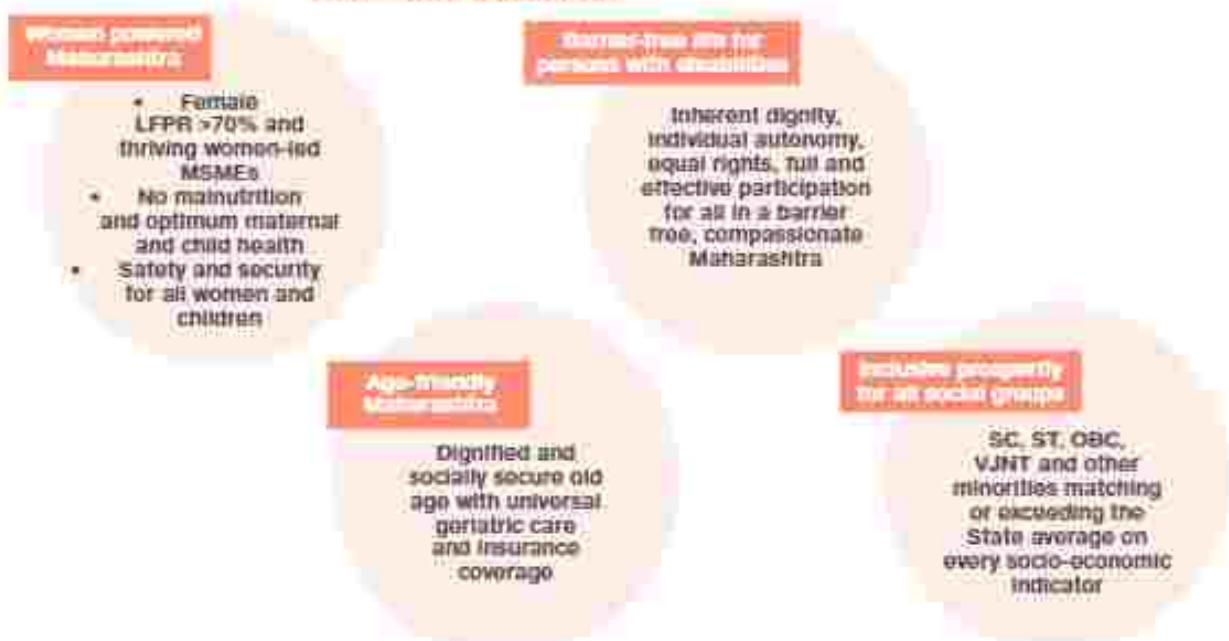 Women powered
Maharashtra
• Female
LFPR >70% and
thriving women-led
MSMEs
• No malnutrition
and optimum maternal
and child health
• Safety and security
for all women and
children
Barrier-free life for
persons with disabilities
Inherent dignity,
individual autonomy,
equal rights, full and
effective participation
for all in a barrier
free, compassionate
Maharashtra
Age-friendly
Maharashtra
Dignified and
socially secure old
age with universal
geriatric care
and insurance
coverage
Inclusive prosperity
for all social groups
SC, ST, OBC,
VJNT and other
minorities matching
or exceeding the
State average on
every socio-economic
indicator